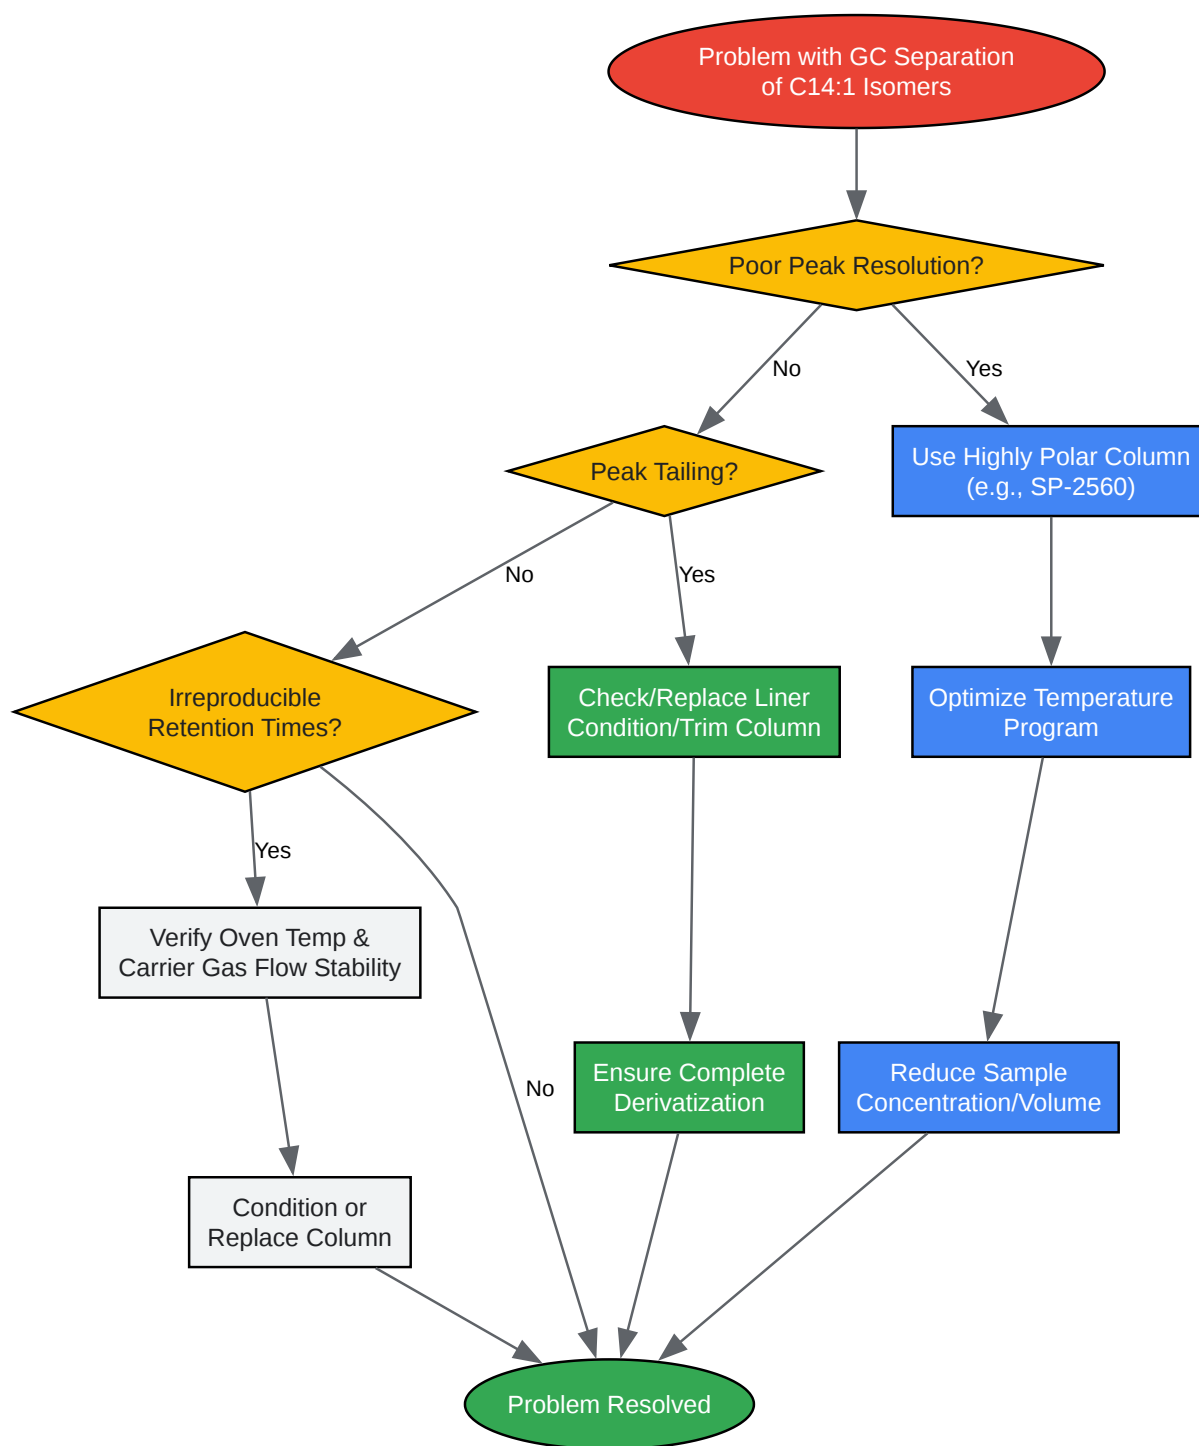 Problem with GC Separation
of C14:1 Isomers
Poor Peak Resolution?
No
Yes
Peak Tailing?
Use Highly Polar Column
(e.g., SP-2560)
No
Yes
Irreproducible
Retention Times?
Check/Replace Liner
Condition/Trim Column
Optimize Temperature
Program
Yes
Verify Oven Temp &
Carrier Gas Flow Stability
No
Ensure Complete
Derivatization
Reduce Sample
Concentration/Volume
Condition or
Replace Column
Problem Resolved